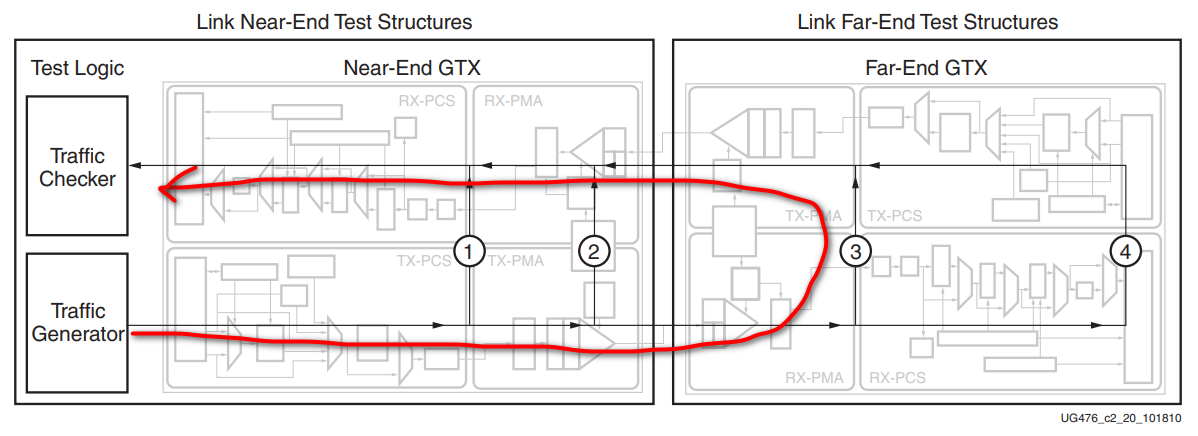 Link Near-End Test Structures
Link Far-End Test Structures
Test Logic
Near-End GTX
Far-End GTX
RX-PCS
RX-PMA
Traffic
Checker
TX-PMA
TX-PCS
1
2
3
4
TX-PCS
TX-PMA
Traffic
Generator
RX-PMA
RX-PCS
UG476_c2_20_101810